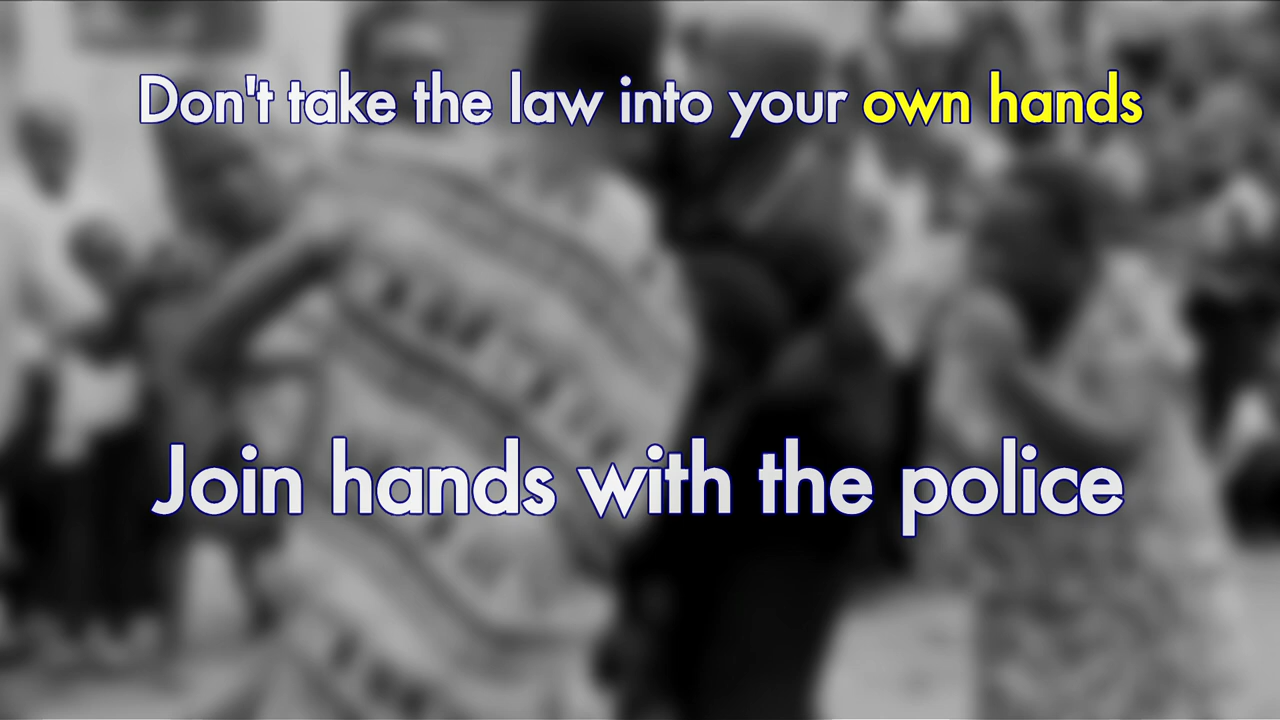 Don't take the law into your own hands
Join hands with the police